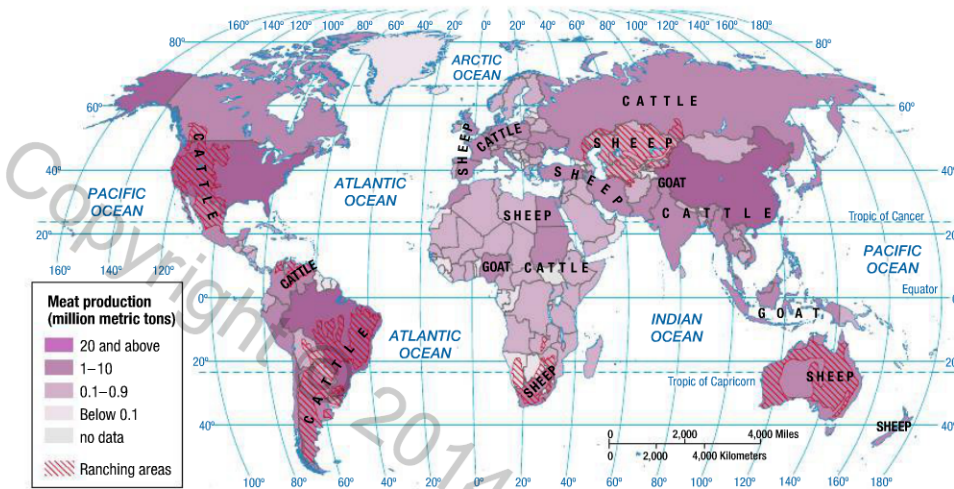 160° 140° 120° 100° 80° 60° 40° 20° 0° 20° 40° 60° 80° 100° 120° 140° 160° 180°
80° 80°
ARCTIC
OCEAN
60° 60°
CATTLE
CATTLE
SHEEP
CATTLE
SHEEP
SHEEP
GOAT
CATTLE
40° 40°
PACIFIC
OCEAN
ATLANTIC
OCEAN
SHEEP
Tropic of Cancer
20° 20°
PACIFIC
OCEAN
160° 140° 120°
CATTLE
GOAT
CATTLE
160° 180°
Equator
0° 0°
GOAT
INDIAN
OCEAN
ATLANTIC
OCEAN
CATTLE
CATTLE
20° 20°
Tropic of Capricorn
SHEEP
SHEEP
SHEEP
40° 40°
0 2,000 4,000 Miles
0 2,000 4,000 Kilometers
100° 80° 60° 40° 20° 0° 20° 40° 60° 80° 100° 120° 140° 160° 180°
Meat production
(million metric tons)
20 and above
1–10
0.1–0.9
Below 0.1
no data
Ranching areas
Copyright 2014